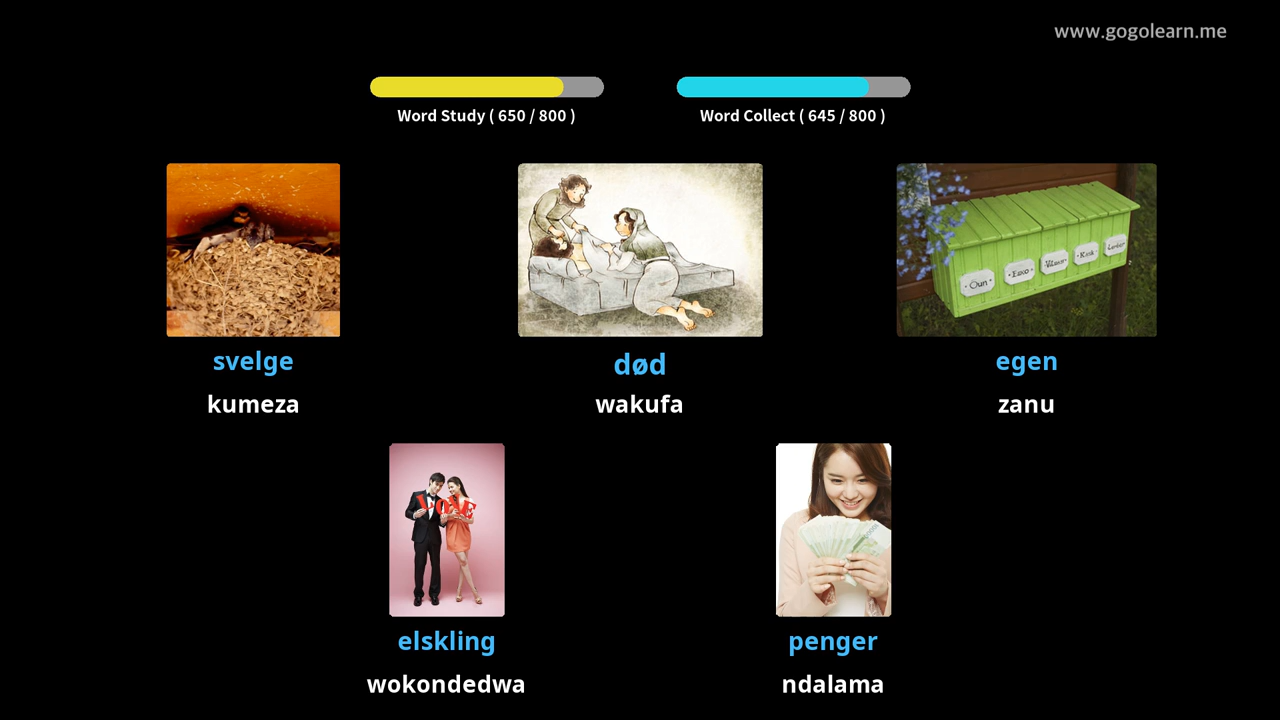 www.gogolearn.me
Word Study ( 650 / 800 )
Word Collect ( 645 / 800 )
svelge
død
egen
kumeza
wakufa
zanu
elskling
penger
wokondedwa
ndalama